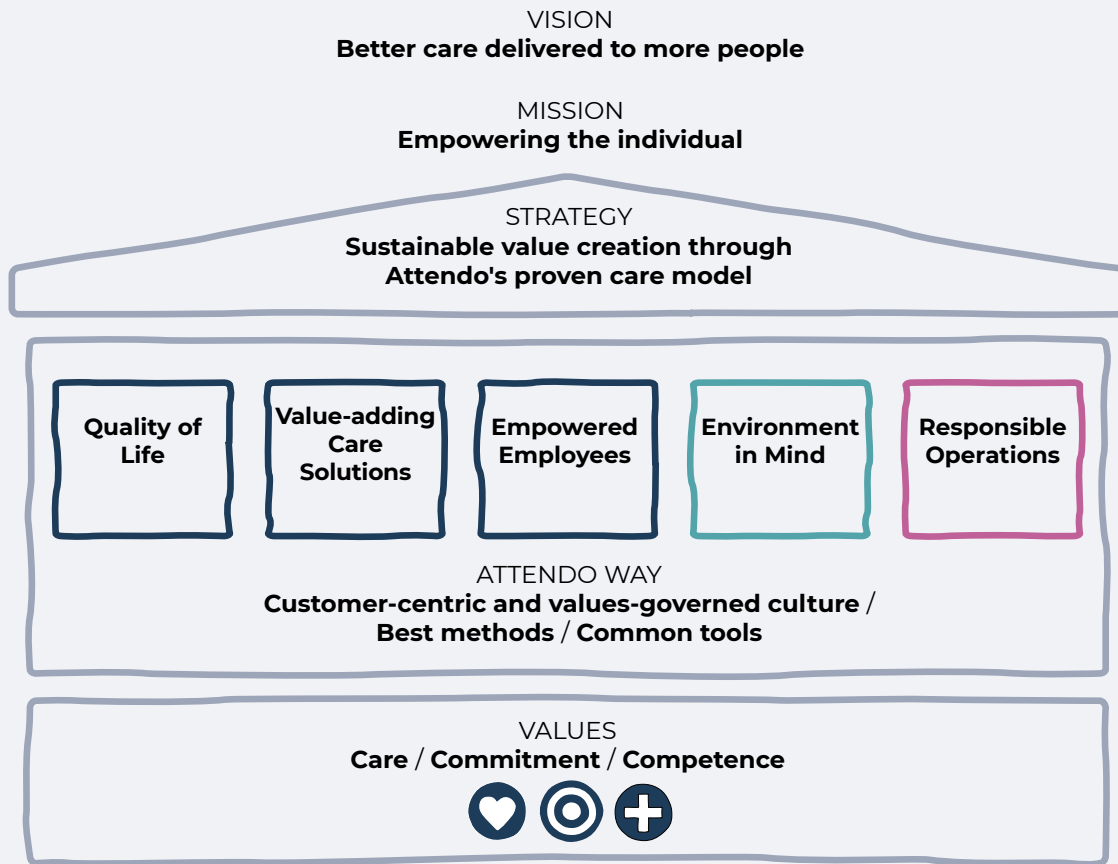 VISION
Better care delivered to more people
MISSION
Empowering the individual
STRATEGY
Sustainable value creation through
Attendo's proven care model
Quality of
Life
Value-adding
Care
Solutions
Empowered
Employees
Environment
in Mind
Responsible
Operations
ATTENDO WAY
Customer-centric and values-governed culture /
Best methods / Common tools
VALUES
Care / Commitment / Competence